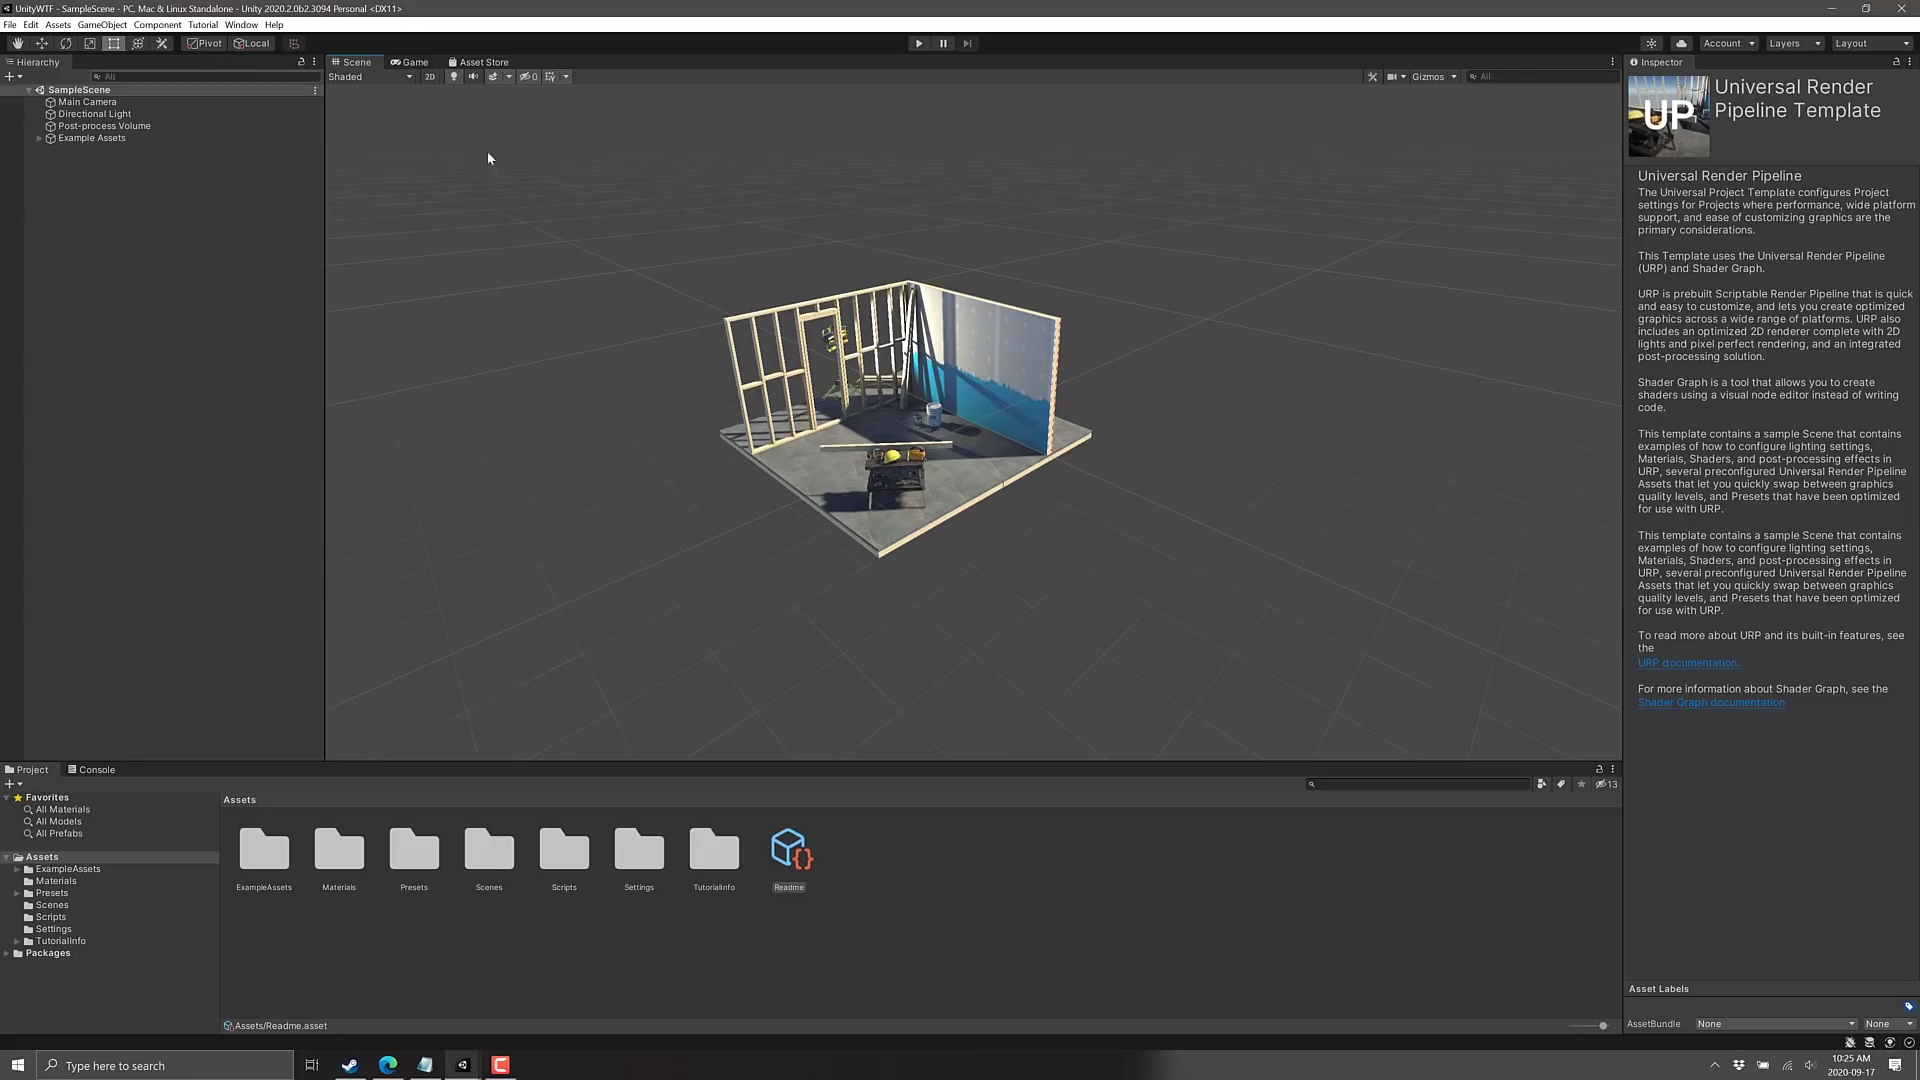 UnityWTF - SampleScene - PC, Mac & Linux Standalone - Unity 2020.2.0b2.3094 Personal <DX11>
File Edit Assets GameObject Component Tutorial Window Help
Pivot Local Account Layers Layout
Hierarchy
All
SampleScene
Main Camera
Directional Light
Post-process Volume
Example Assets
Scene Game Asset Store
Shaded 2D 0 Gizmos All
Inspector
UP
Universal Render
Pipeline Template
Universal Render Pipeline
The Universal Project Template configures Project
settings for Projects where performance, wide platform
support, and ease of customizing graphics are the
primary considerations.
This Template uses the Universal Render Pipeline
(URP) and Shader Graph.
URP is prebuilt Scriptable Render Pipeline that is quick
and easy to customize, and lets you create optimized
graphics across a wide range of platforms. URP also
includes an optimized 2D renderer complete with 2D
lights and pixel perfect rendering, and an integrated
post-processing solution.
Shader Graph is a tool that allows you to create
shaders using a visual node editor instead of writing
code.
This template contains a sample Scene that contains
examples of how to configure lighting settings,
Materials, Shaders, and post-processing effects in
URP, several preconfigured Universal Render Pipeline
Assets that let you quickly swap between graphics
quality levels, and Presets that have been optimized
for use with URP.
This template contains a sample Scene that contains
examples of how to configure lighting settings,
Materials, Shaders, and post-processing effects in
URP, several preconfigured Universal Render Pipeline
Assets that let you quickly swap between graphics
quality levels, and Presets that have been optimized
for use with URP.
To read more about URP and its built-in features, see
the
URP documentation.
For more information about Shader Graph, see the
Shader Graph documentation
Asset Labels
AssetBundle None None
Project Console
13
Favorites
All Materials
All Models
All Prefabs
Assets
ExampleAssets
Materials
Presets
Scenes
Scripts
Settings
TutorialInfo
Packages
Assets
ExampleAssets Materials Presets Scenes Scripts Settings TutorialInfo Readme
Assets/Readme.asset
Type here to search
10:25 AM
2020-09-17